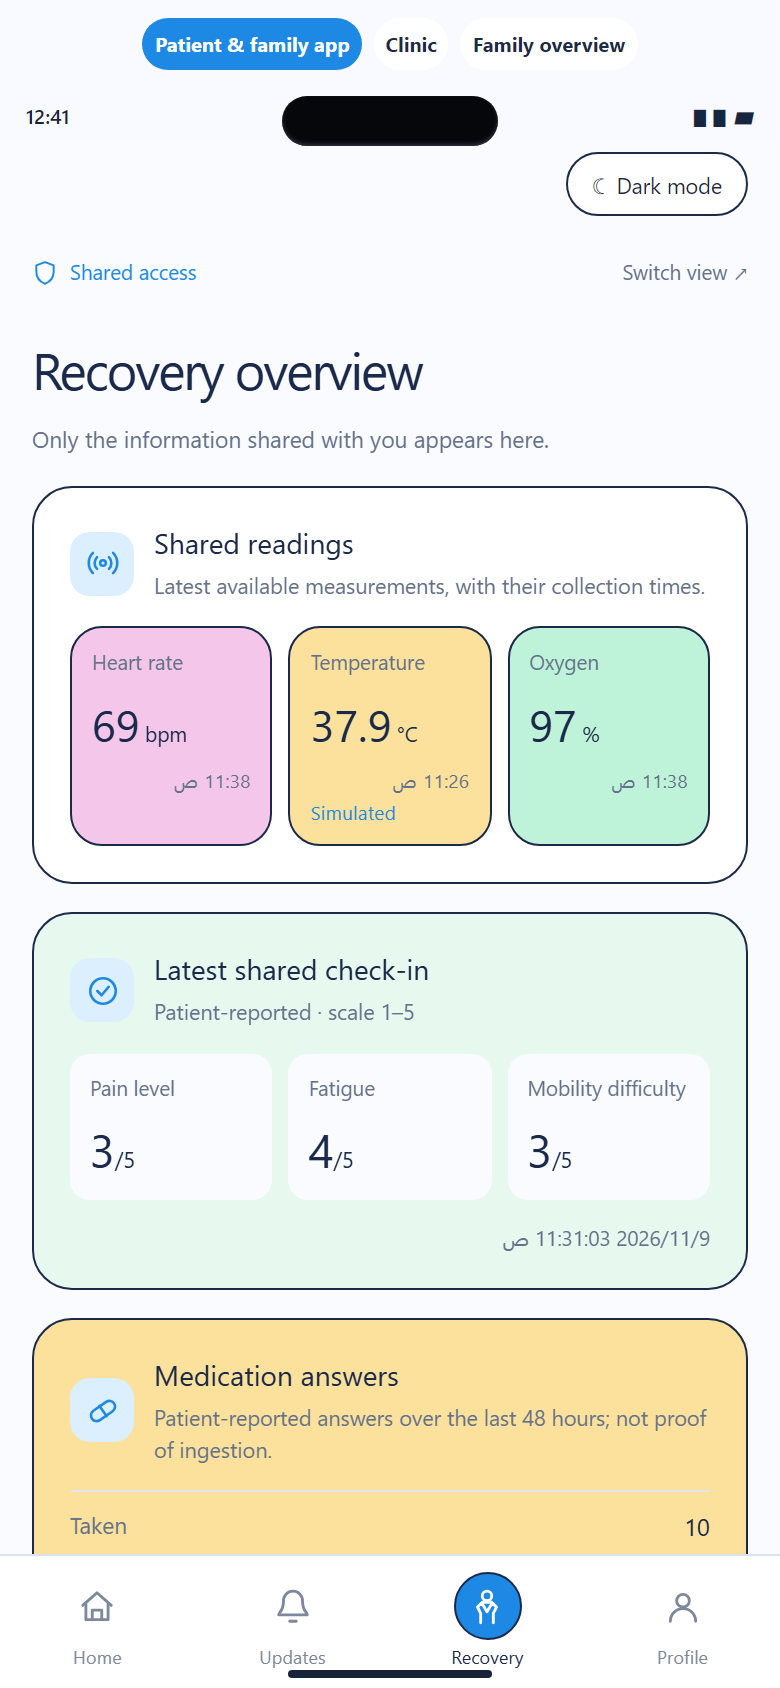 Patient & family app Clinic Family overview
12:41
☾ Dark mode
Shared access Switch view ↗
Recovery overview
Only the information shared with you appears here.
Shared readings
Latest available measurements, with their collection times.
Heart rate Temperature Oxygen
69 bpm 37.9 °C 97 %
11:38 ص 11:26 ص 11:38 ص
Simulated
Latest shared check-in
Patient-reported · scale 1–5
Pain level Fatigue Mobility difficulty
3/5 4/5 3/5
2026/11/9 11:31:03 ص
Medication answers
Patient-reported answers over the last 48 hours; not proof
of ingestion.
Taken 10
Home Updates Recovery Profile